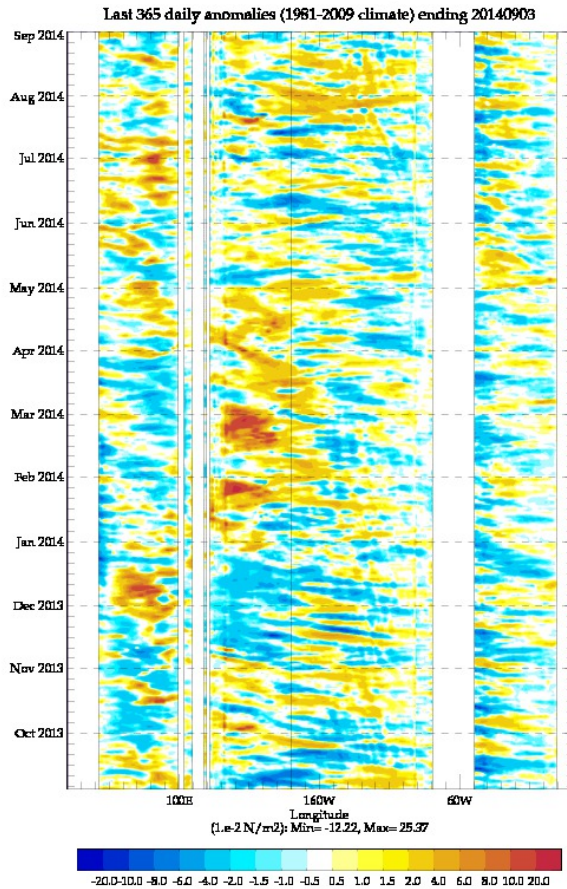 Last 365 daily anomalies (1981-2009 climate) ending 20140903
Sep 2014
Aug 2014
Jul 2014
Jun 2014
May 2014
Apr 2014
Mar 2014
Feb 2014
Jan 2014
Dec 2013
Nov 2013
Oct 2013
100E 160W 60W
Longitude
(1.e-2 N/m2): Min= -12.22, Max= 25.37
-20.0 -10.0 -8.0 -6.0 -4.0 -2.0 -1.5 -1.0 -0.5 0.5 1.0 1.5 2.0 4.0 6.0 8.0 10.0 20.0